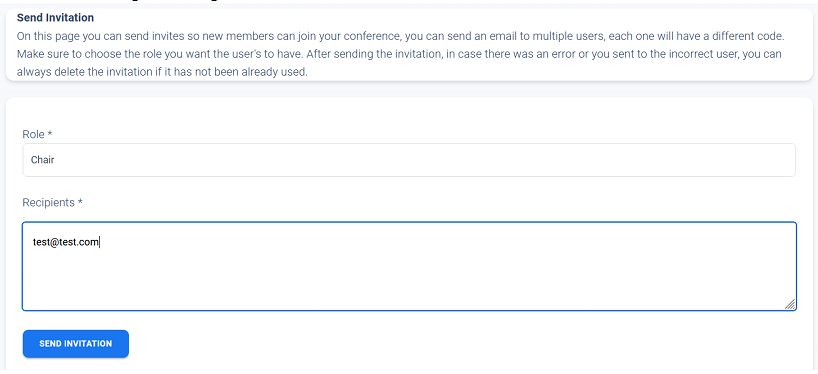 Send Invitation
On this page you can send invites so new members can join your conference, you can send an email to multiple users, each one will have a different code.
Make sure to choose the role you want the user's to have. After sending the invitation, in case there was an error or you sent to the incorrect user, you can
always delete the invitation if it has not been already used.
Role *
Chair
Recipients *
test@test.com
SEND INVITATION